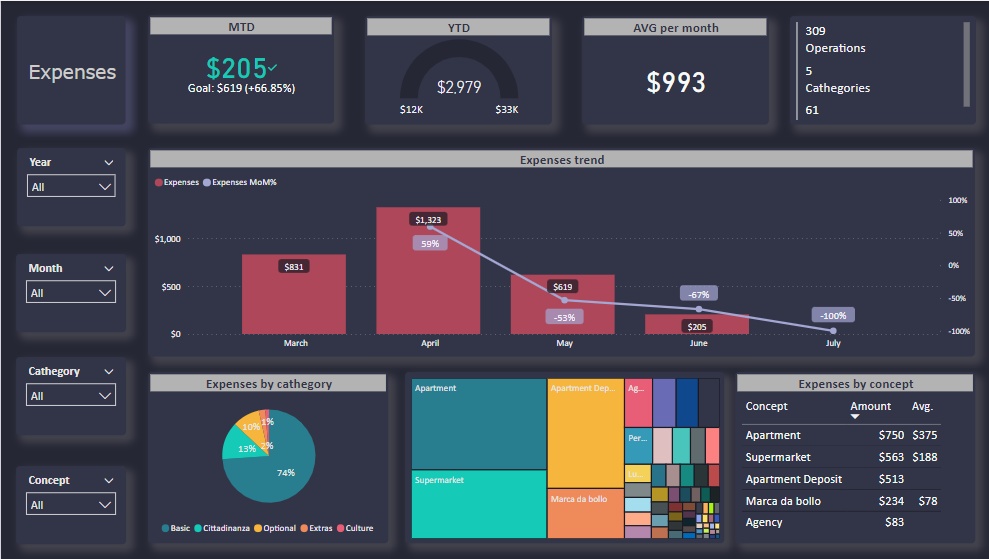 Expenses
MTD
$205
Goal: $619 (+66.85%)
YTD
$2,979
$12K
$33K
AVG per month
$993
309
Operations
5
Cathegories
61
Year
All
Month
All
Cathegory
All
Concept
All
Expenses trend
Expenses
Expenses MoM%
$1,000
$500
$0
100%
50%
0%
-50%
-100%
$831
$1,323
59%
$619
-53%
-67%
$205
-100%
March
April
May
June
July
Expenses by cathegory
1%
10%
2%
13%
74%
Basic
Cittadinanza
Optional
Extras
Culture
Apartment
Supermarket
Apartment Dep...
Marca da bollo
Ag...
Per...
Expenses by concept
Concept Amount Avg.
Apartment $750 $375
Supermarket $563 $188
Apartment Deposit $513
Marca da bollo $234 $78
Agency $83